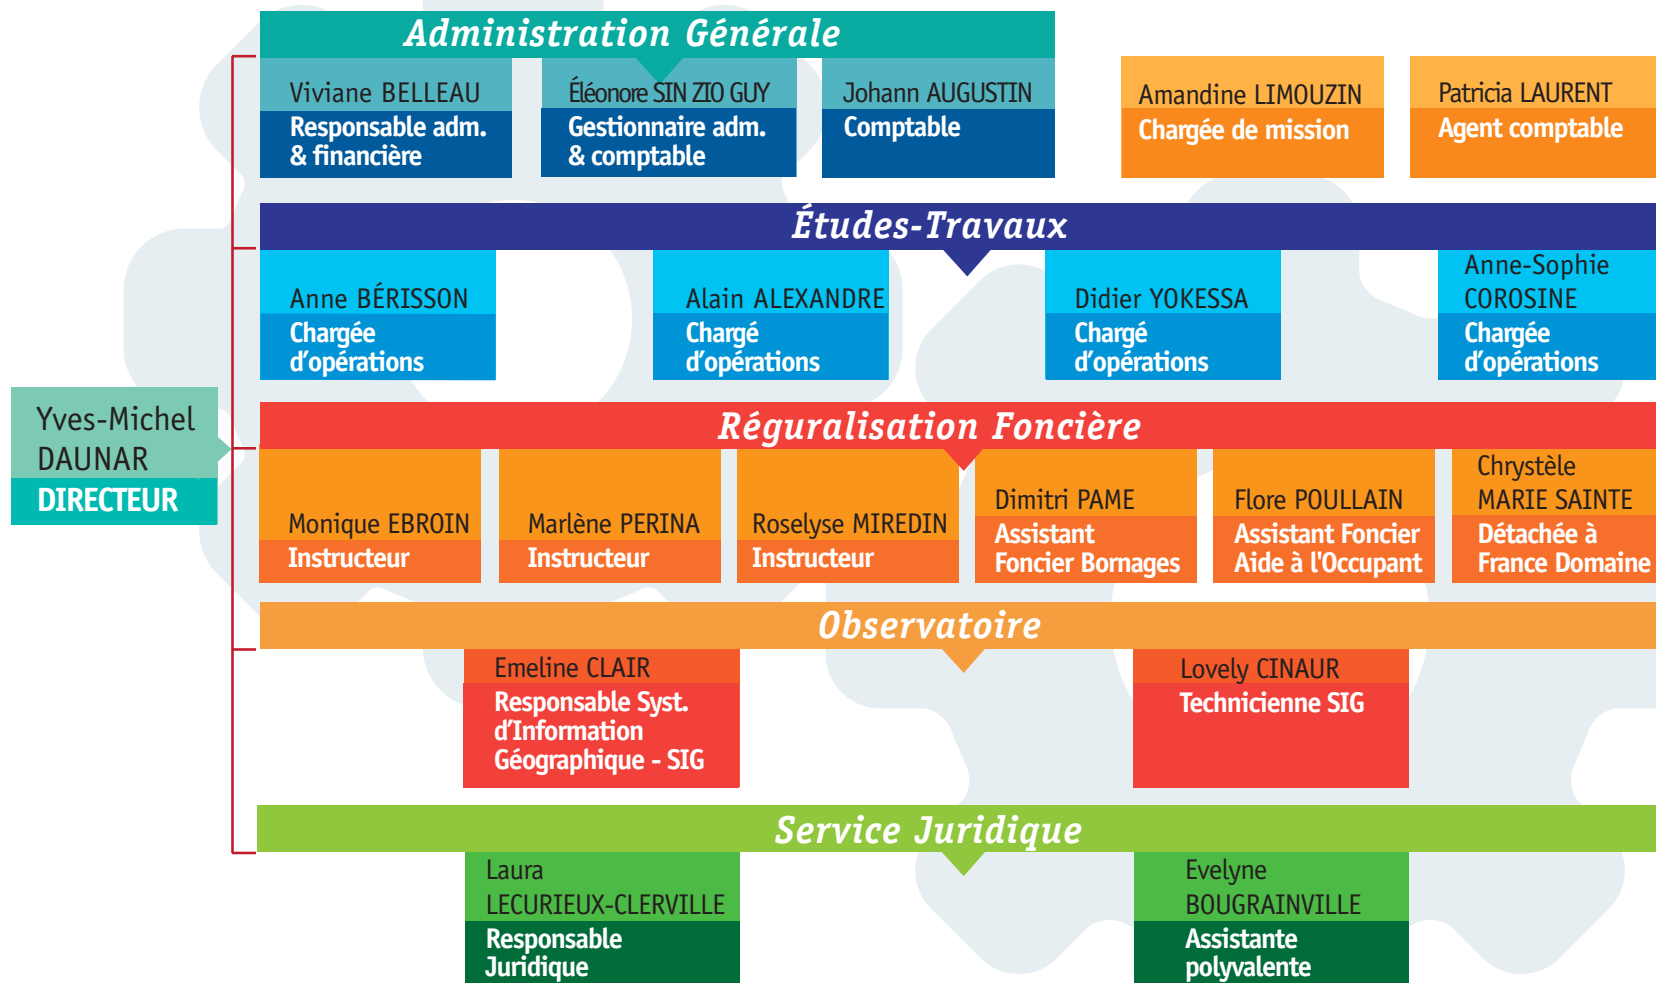 Administration Générale
Viviane BELLEAU
Responsable adm.
& financière
Éléonore SIN ZIO GUY
Gestionnaire adm.
& comptable
Johann AUGUSTIN
Comptable
Amandine LIMOUZIN
Chargée de mission
Patricia LAURENT
Agent comptable
Études-Travaux
Anne BÉRISSON
Chargée
d'opérations
Alain ALEXANDRE
Chargé
d'opérations
Didier YOKESSA
Chargé
d'opérations
Anne-Sophie
COROSINE
Chargée
d'opérations
Yves-Michel
DAUNAR
DIRECTEUR
Réguralisation Foncière
Monique EBROIN
Instructeur
Marlène PERINA
Instructeur
Roselyse MIREDIN
Instructeur
Dimitri PAME
Assistant
Foncier Bornages
Flore POULLAIN
Assistant Foncier
Aide à l'Occupant
Chrystèle
MARIE SAINTE
Détachée à
France Domaine
Observatoire
Emeline CLAIR
Responsable Syst.
d'Information
Géographique - SIG
Lovely CINAUR
Technicienne SIG
Service Juridique
Laura
LECURIEUX-CLERVILLE
Responsable
Juridique
Evelyne
BOUGRAINVILLE
Assistante
polyvalente